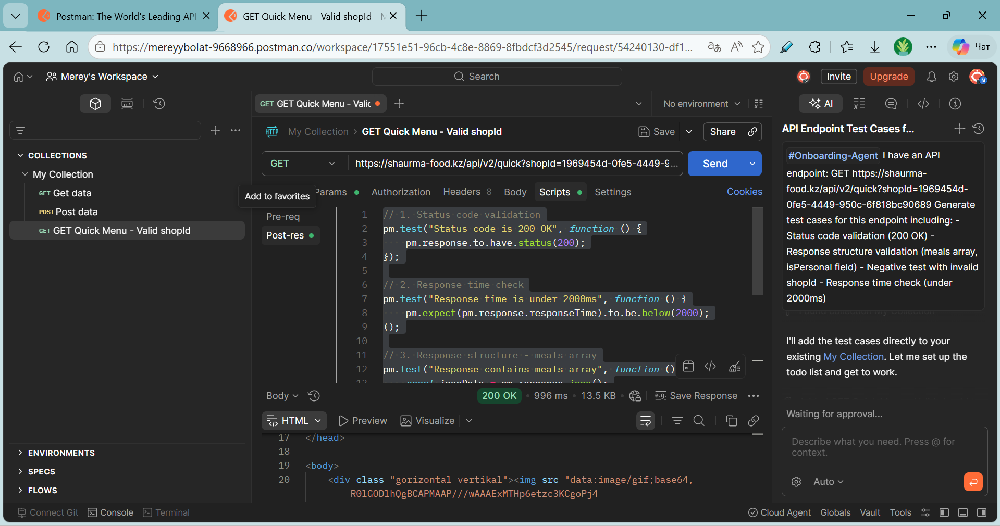 Postman: The World's Leading API
GET Quick Menu - Valid shopId -
https://mereyybolat-9668966.postman.co/workspace/17551e51-96cb-4c8e-8869-8fbdcf3d2545/request/54240130-df1...
Чат
Merey's Workspace
Search
Invite
Upgrade
GET GET Quick Menu - Valic
No environment
AI
HTTP My Collection > GET Quick Menu - Valid shopId
Save
Share
API Endpoint Test Cases f...
COLLECTIONS
My Collection
GET Get data
POST Post data
GET GET Quick Menu - Valid shopId
GET
https://shaurma-food.kz/api/v2/quick?shopId=1969454d-0fe5-4449-9...
Send
Add to favorites
Params
Authorization
Headers 8
Body
Scripts
Settings
Cookies
Pre-req
Post-res
1 // 1. Status code validation
2 pm.test("Status code is 200 OK", function () {
3 pm.response.to.have.status(200);
4 });
5
6 // 2. Response time check
7 pm.test("Response time is under 2000ms", function () {
8 pm.expect(pm.response.responseTime).to.be.below(2000);
9 });
10
11 // 3. Response structure - meals array
12 pm.test("Response contains meals array", function ()
13 const jsonData = pm.response.json();
#Onboarding-Agent I have an API
endpoint: GET https://shaurma-
food.kz/api/v2/quick?shopId=1969454d-
0fe5-4449-950c-6f818bc90689 Generate
test cases for this endpoint including: -
Status code validation (200 OK) -
Response structure validation (meals array,
isPersonal field) - Negative test with invalid
shopId - Response time check (under
2000ms)
I'll add the test cases directly to your
existing My Collection. Let me set up the
todo list and get to work.
Waiting for approval...
Describe what you need. Press @ for
context.
Auto
Body
200 OK • 996 ms • 13.5 KB
e.g. Save Response
HTML
Preview
Visualize
17 </head>
18
19 <body>
20 <div class="gorizontal-vertikal"><img src="data:image/gif;base64,
R0lGODlhQgBCAPMAAP///wAAAExMTHp6etzc3KCgoPj4
ENVIRONMENTS
SPECS
FLOWS
Connect Git
Console
Terminal
Cloud Agent
Globals
Vault
Tools